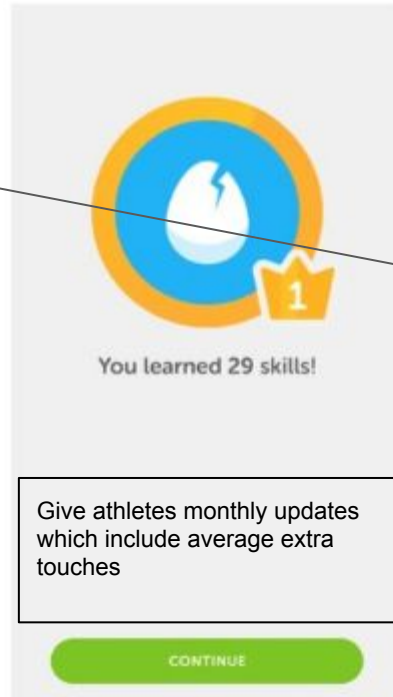 1
You learned 29 skills!
Give athletes monthly updates
which include average extra
touches
CONTINUE